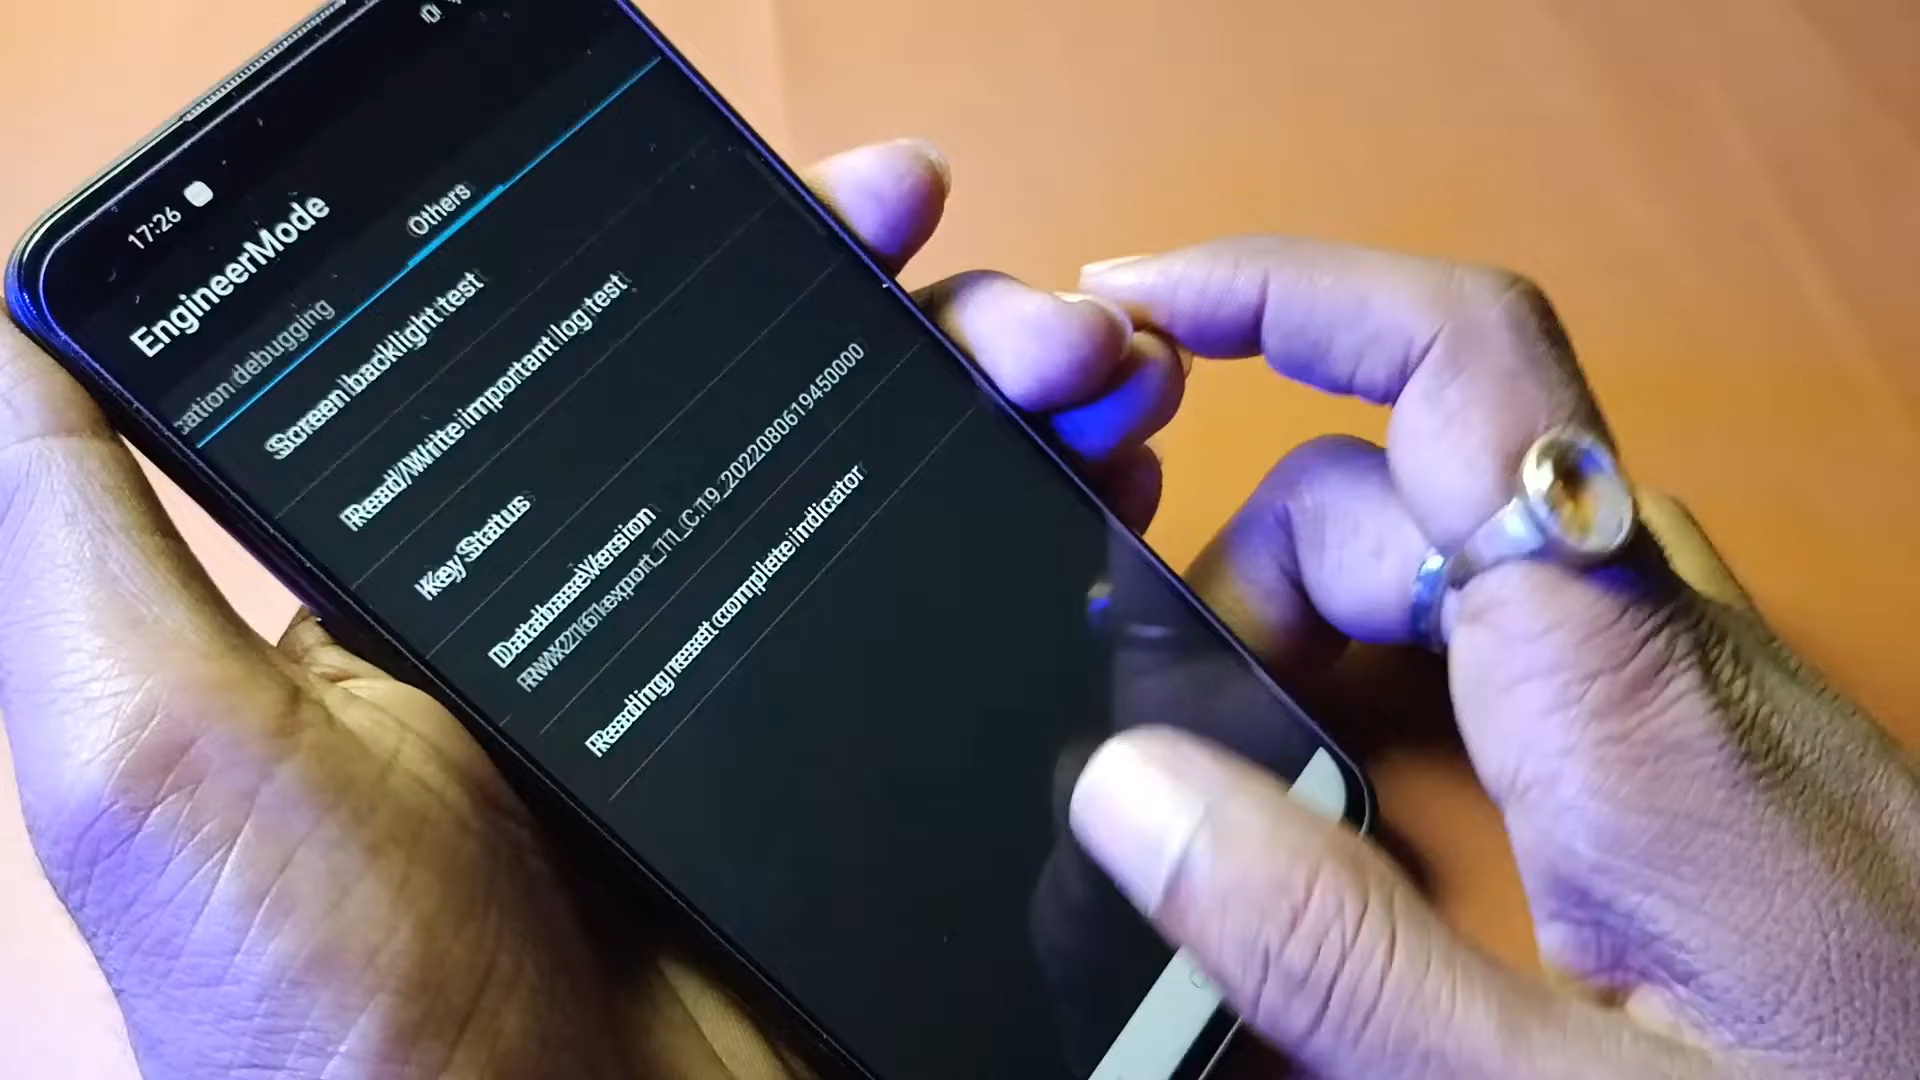 17:26
EngineerMode
ation debugging
Others
Screen backlight test
Read/Write important log test
Key Status
Database Version
RMX2161export_11_C.19_2022080619450000
Reading reset complete indicator